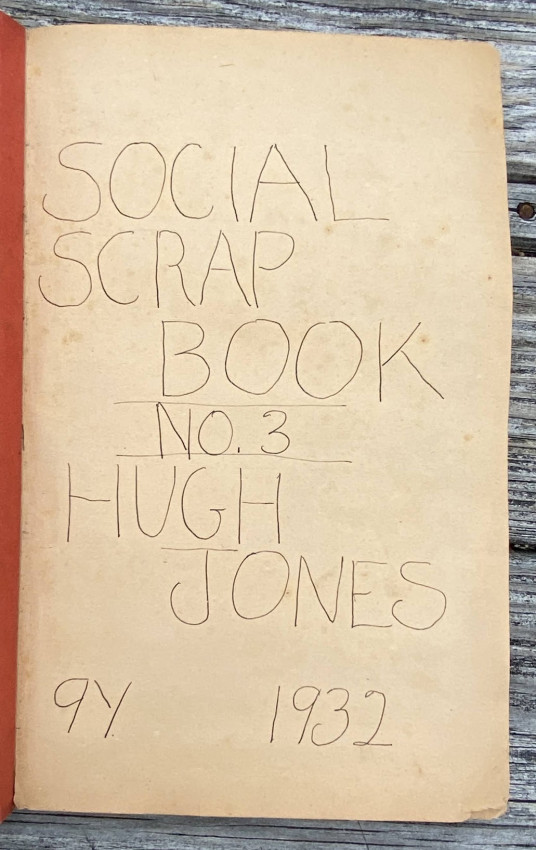 SOCIAL
SCRAP
BOOK
NO. 3
HUGH
JONES
9Y 1932